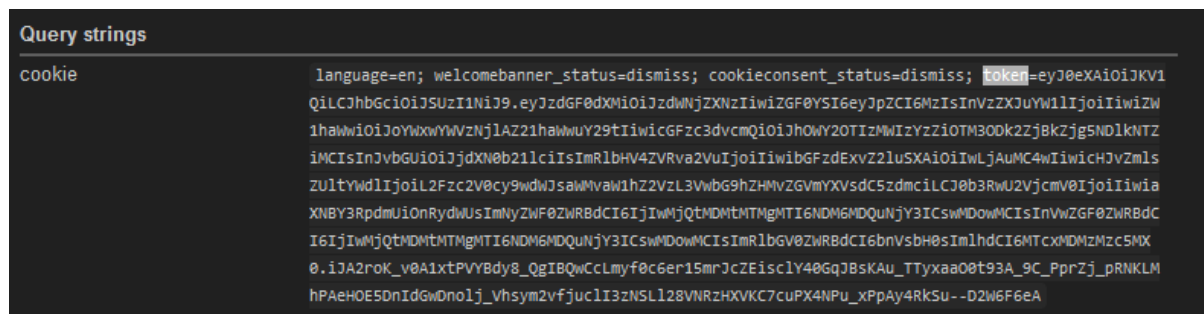 Query strings
cookie
language=en; welcomebanner_status=dismiss; cookieconsent_status=dismiss; token=eyJ0eXAiOiJKV1
QiLCJhbGciOiJSUzI1NiJ9.eyJzdGF0dXMiOiJzdWNjZXNzIiwiZGF0YSI6eyJpZCI6MzIsInVzZXJuYW1lIjoiIiwiZW
1haWwiOiJoYWxwYWVzNjlAZ21haWwuY29tIiwicGFzc3dvcmQiOiJhOWY2OTIzMWIzYzZiOTM3ODk2ZjBkZjg5NDlkNTZ
iMCIsInJvbGUiOiJjdXN0b21lciIsImRlbHV4ZVRva2VuIjoiIiwibGFzdExvZ2luSXAiOiIwLjAuMC4wIiwicHJvZmls
ZUltYWdlIjoiL2Fzc2V0cy9wdWJsaWMvaW1hZ2VzL3VwbG9hZHMvZGVmYXVsdC5zdmciLCJ0b3RwU2VjcmV0IjoiIiwia
XNBY3RpdmUiOnRydWUsImNyZWF0ZWRBdCI6IjIwMjQtMDMtMTMgMTI6NDM6MDQuNjY3ICswMDowMCIsInVwZGF0ZWRBdC
I6IjIwMjQtMDMtMTMgMTI6NDM6MDQuNjY3ICswMDowMCIsImRlbGV0ZWRBdCI6bnVsbH0sImlhdCI6MTcxMDMzMzc5MX
0.iJA2roK_v0A1xtPVYBdy8_QgIBQwCcLmyf0c6er15mrJcZEisclY40GqJBsKAu_TTyxaaO0t93A_9C_PprZj_pRNKLM
hPAeHOE5DnIdGwDnolj_Vhsym2vfjuclI3zNSLl28VNRzHXVKC7cuPX4NPu_xPpAy4RkSu--D2W6F6eA